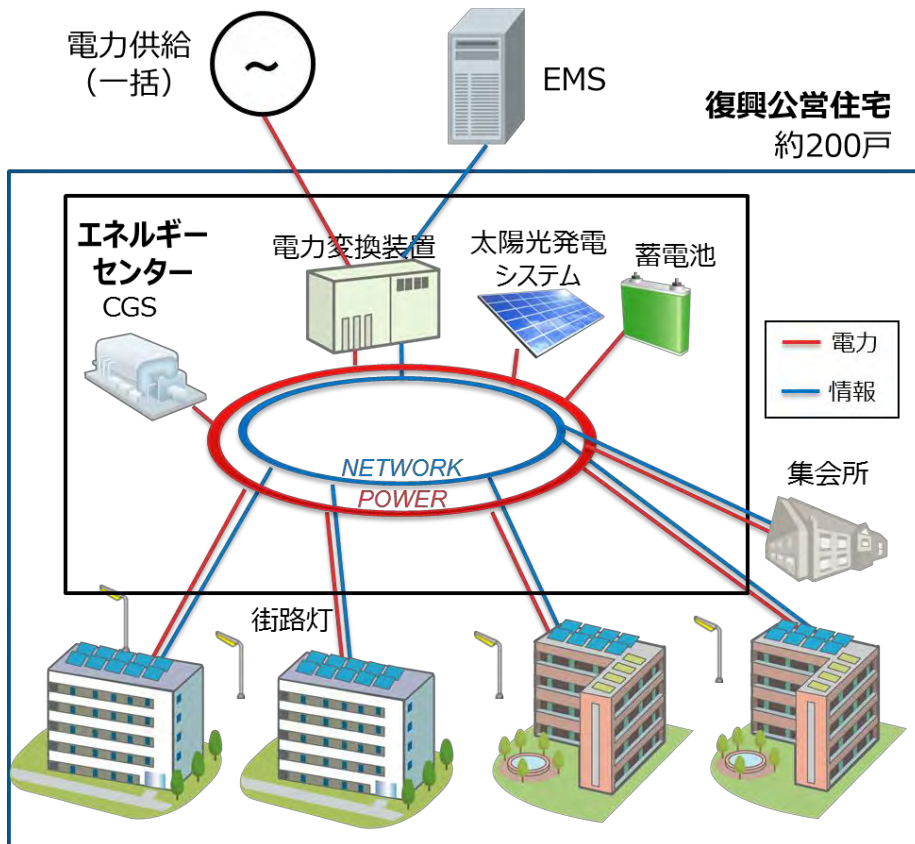 電力供給
（一括）
EMS
復興公営住宅
約200戸
エネルギー
センター
CGS
電力変換装置
太陽光発電
システム
蓄電池
電力
情報
NETWORK
POWER
集会所
街路灯